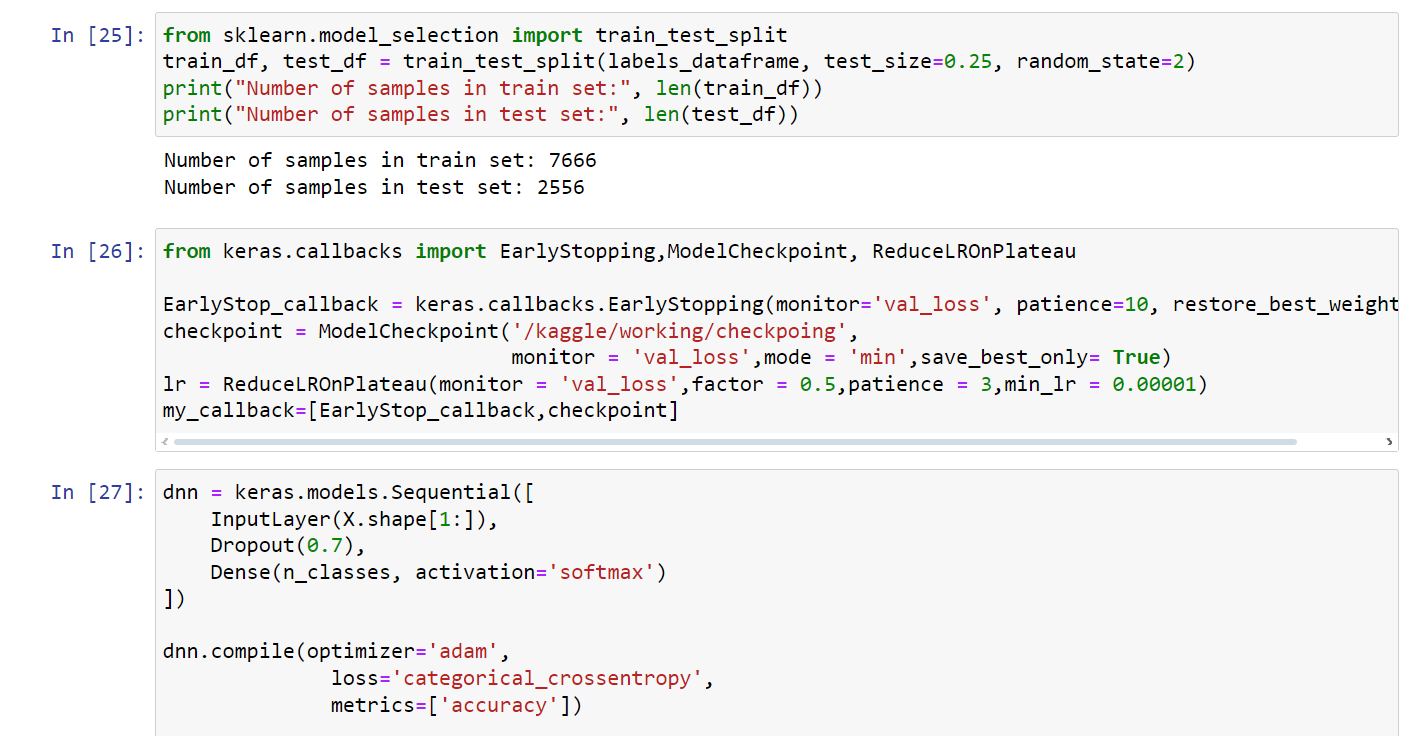 In [25]: from sklearn.model_selection import train_test_split
train_df, test_df = train_test_split(labels_dataframe, test_size=0.25, random_state=2)
print("Number of samples in train set:", len(train_df))
print("Number of samples in test set:", len(test_df))
Number of samples in train set: 7666
Number of samples in test set: 2556
In [26]: from keras.callbacks import EarlyStopping,ModelCheckpoint, ReduceLROnPlateau
EarlyStop_callback = keras.callbacks.EarlyStopping(monitor='val_loss', patience=10, restore_best_weight
checkpoint = ModelCheckpoint('/kaggle/working/checkpoing',
monitor = 'val_loss',mode = 'min',save_best_only= True)
lr = ReduceLROnPlateau(monitor = 'val_loss',factor = 0.5,patience = 3,min_lr = 0.00001)
my_callback=[EarlyStop_callback,checkpoint]
In [27]: dnn = keras.models.Sequential([
InputLayer(X.shape[1:]),
Dropout(0.7),
Dense(n_classes, activation='softmax')
])
dnn.compile(optimizer='adam',
loss='categorical_crossentropy',
metrics=['accuracy'])